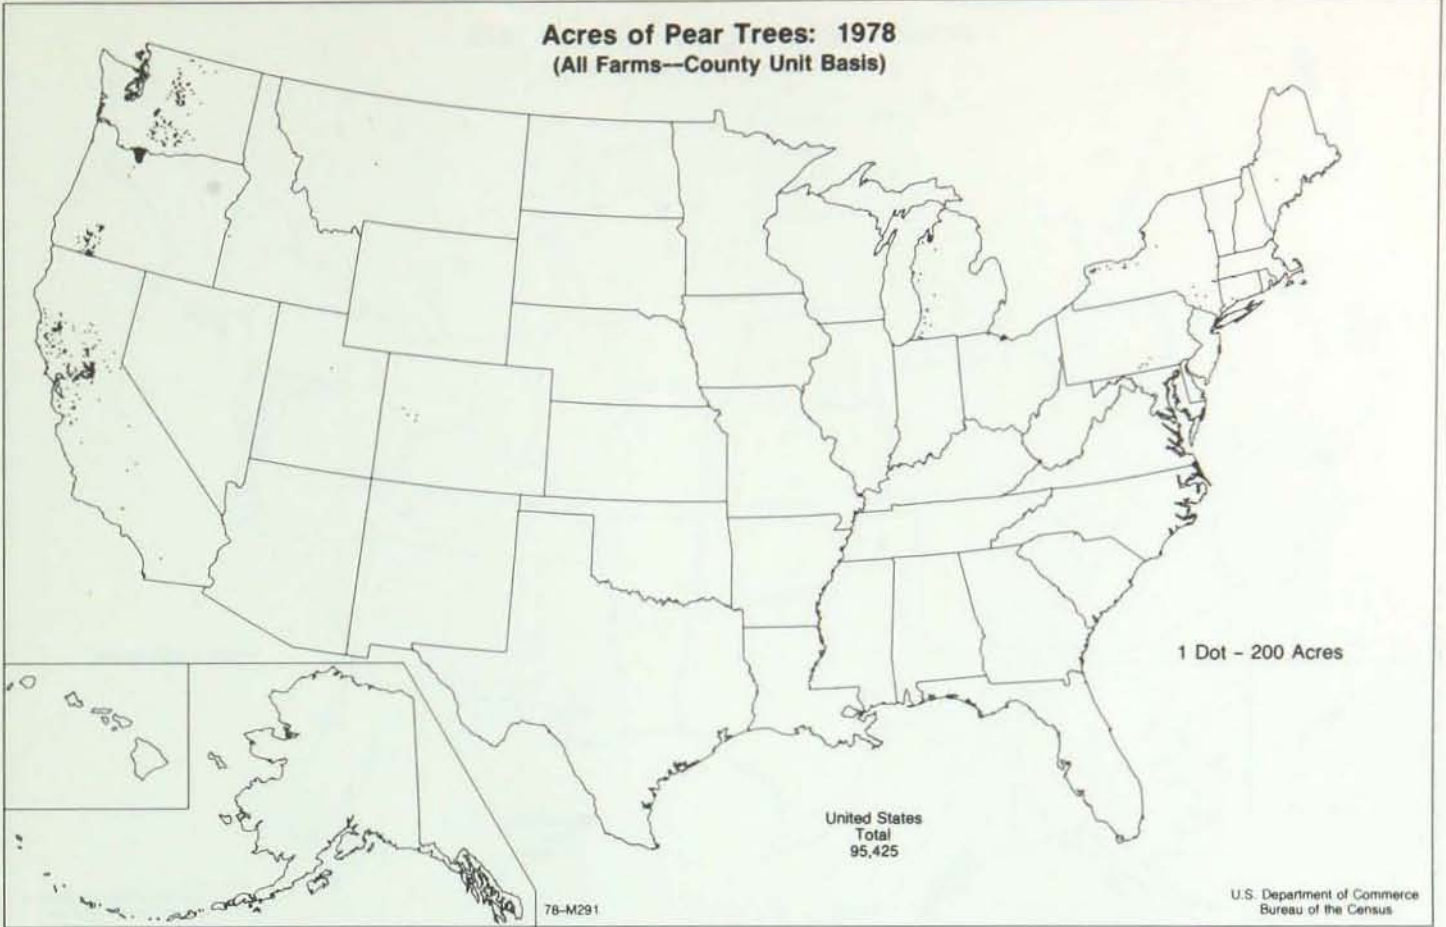 Acres of Pear Trees: 1978
(All Farms--County Unit Basis)
1 Dot - 200 Acres
United States
Total
95,425
78-M291
U.S. Department of Commerce
Bureau of the Census